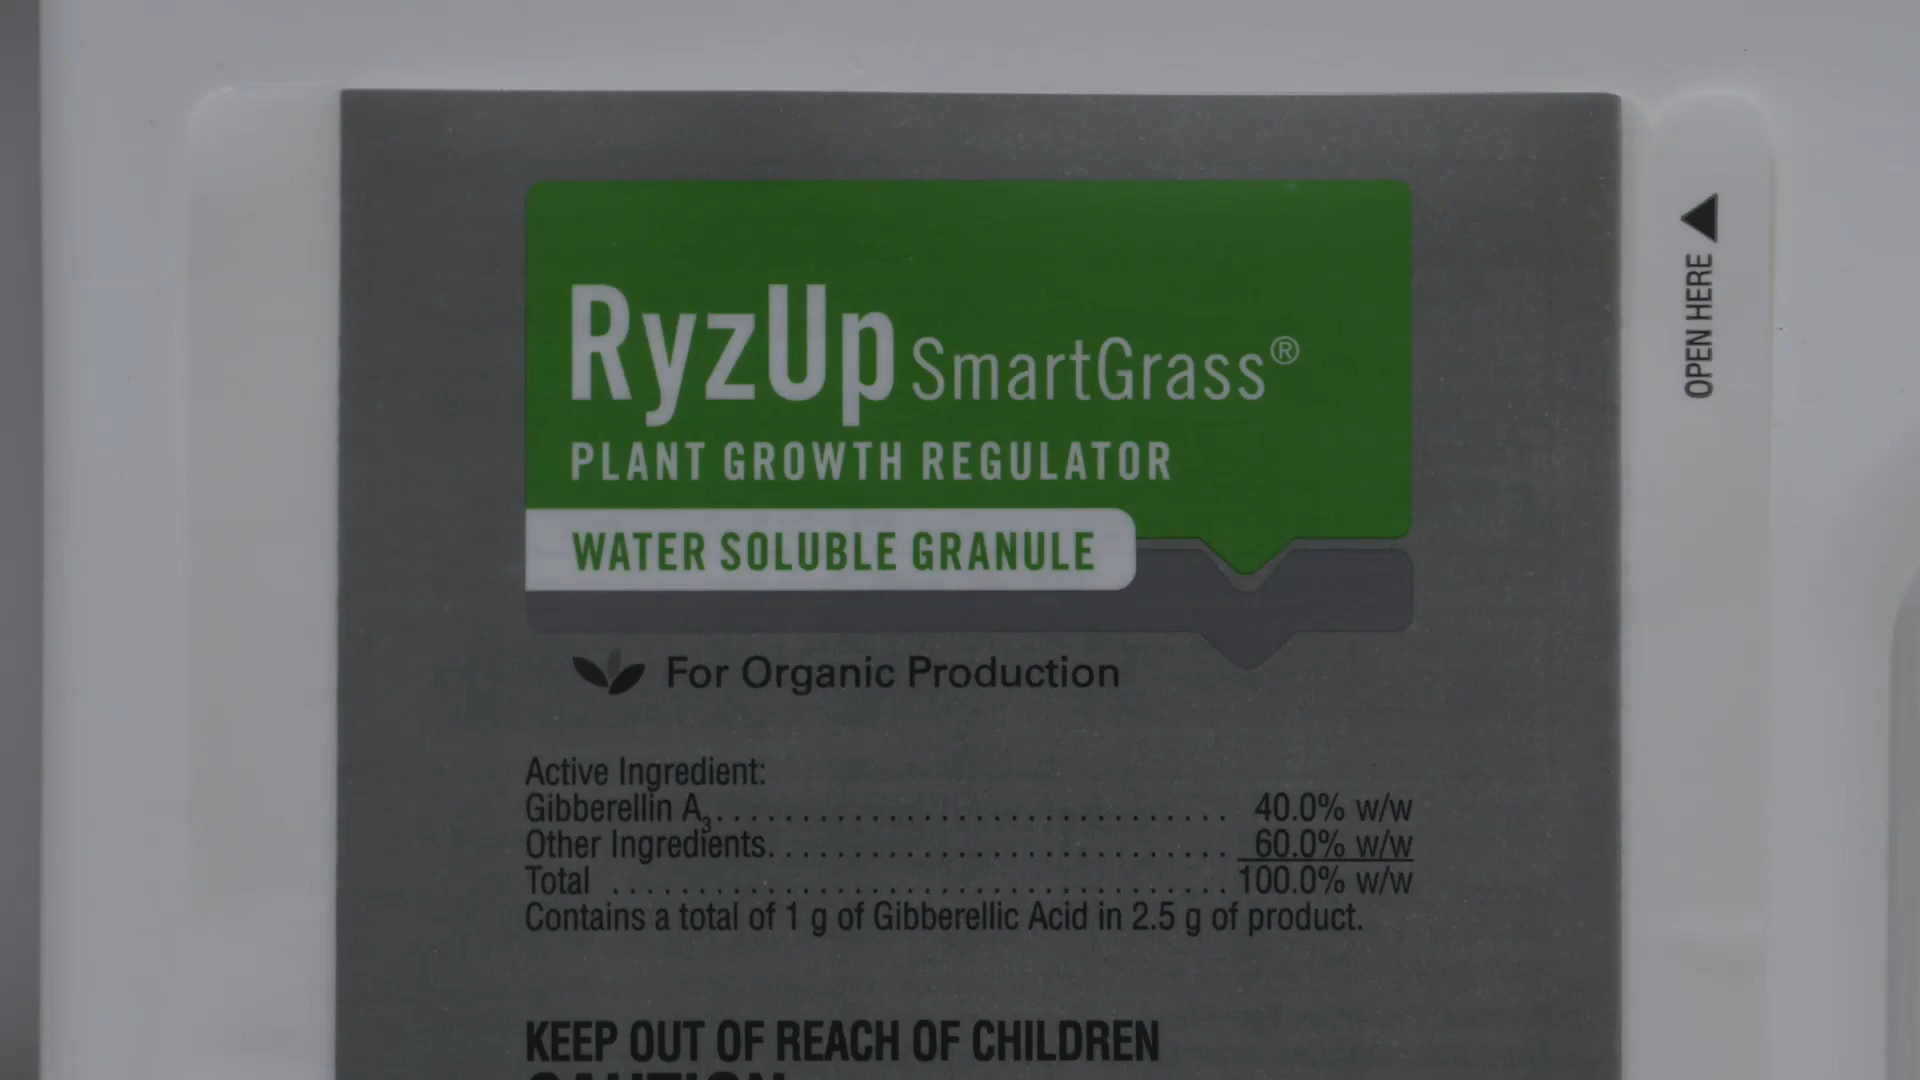 RyzUp SmartGrass®
PLANT GROWTH REGULATOR
WATER SOLUBLE GRANULE
For Organic Production
Active Ingredient:
Gibberellin A₃.............................. 40.0% w/w
Other Ingredients........................... 60.0% w/w
Total ..................................... 100.0% w/w
Contains a total of 1 g of Gibberellic Acid in 2.5 g of product.
KEEP OUT OF REACH OF CHILDREN
CAUTION
OPEN HERE